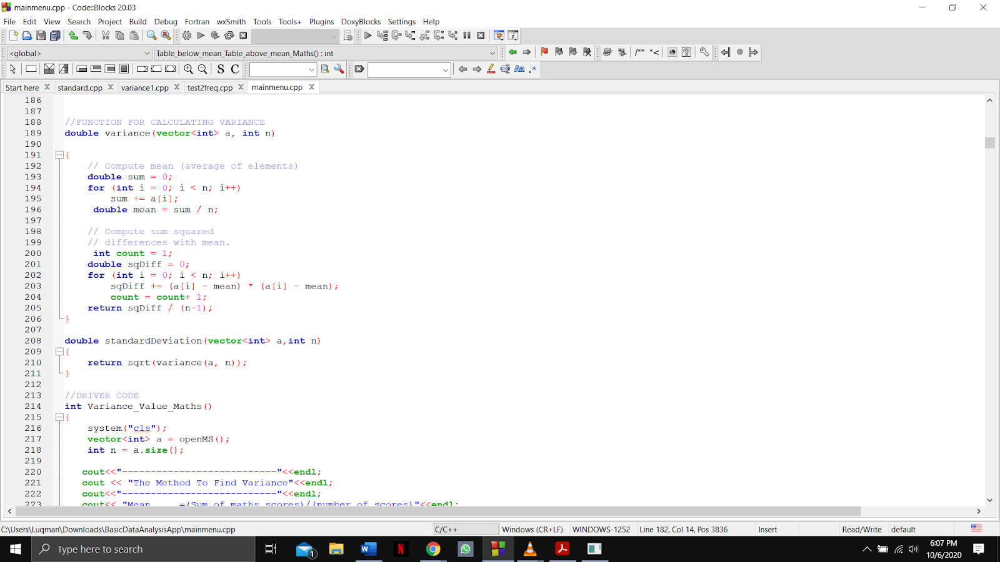 mainmenu.cpp - Code::Blocks 20.03
File Edit View Search Project Build Debug Fortran wxSmith Tools Tools+ Plugins DoxyBlocks Settings Help
<global> Table_below_mean_Table_above_mean_Maths() : int /** *<
S C Aa .*
Start here standard.cpp variance1.cpp test2freq.cpp mainmenu.cpp
186
187
188 //FUNCTION FOR CALCULATING VARIANCE
189 double variance(vector<int> a, int n)
190
191 {
192 // Compute mean (average of elements)
193 double sum = 0;
194 for (int i = 0; i < n; i++)
195 sum += a[i];
196 double mean = sum / n;
197
198 // Compute sum squared
199 // differences with mean.
200 int count = 1;
201 double sqDiff = 0;
202 for (int i = 0; i < n; i++)
203 sqDiff += (a[i] - mean) * (a[i] - mean);
204 count = count+ 1;
205 return sqDiff / (n-1);
206 }
207
208 double standardDeviation(vector<int> a,int n)
209 {
210 return sqrt(variance(a, n));
211 }
212
213 //DRIVER CODE
214 int Variance_Value_Maths()
215 {
216 system("cls");
217 vector<int> a = openMS();
218 int n = a.size();
219
220 cout<<"---------------------------"<<endl;
221 cout << "The Method To Find Variance"<<endl;
222 cout<<"---------------------------"<<endl;
223 cout<< "Mean =(Sum of maths scores)/(number of scores)"<<endl;
C:\Users\Luqman\Downloads\BasicDataAnalysisApp\mainmenu.cpp C/C++ Windows (CR+LF) WINDOWS-1252 Line 182, Col 14, Pos 3836 Insert Read/Write default
Type here to search 1 W N 6:07 PM
10/6/2020